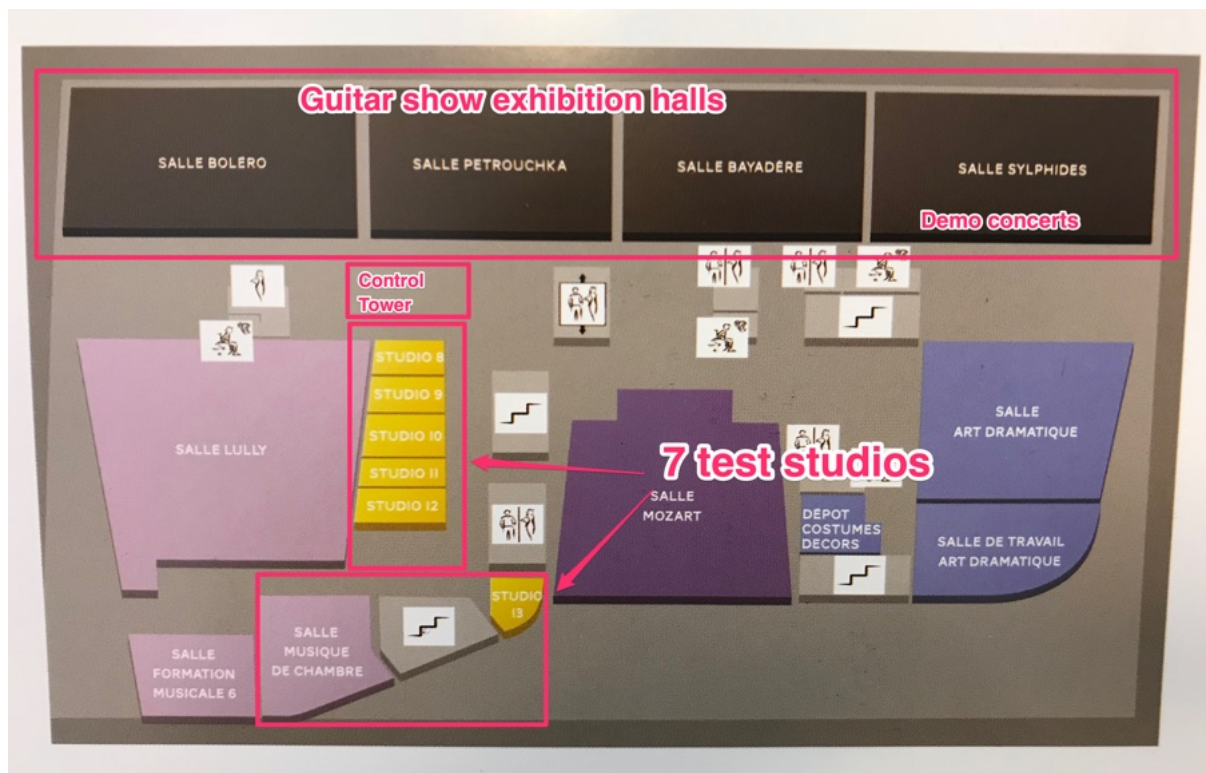 Guitar show exhibition halls
SALLE BOLÉRO
SALLE PETROUCHKA
SALLE BAYADÈRE
SALLE SYLPHIDES
Demo concerts
Control
Tower
STUDIO 8
STUDIO 9
STUDIO 10
STUDIO 11
STUDIO 12
SALLE LULLY
7 test studios
SALLE
MOZART
SALLE
ART DRAMATIQUE
DÉPOT
COSTUMES
DECORS
SALLE DE TRAVAIL
ART DRAMATIQUE
STUDIO
13
SALLE
MUSIQUE
DE CHAMBRE
SALLE
FORMATION
MUSICALE 6